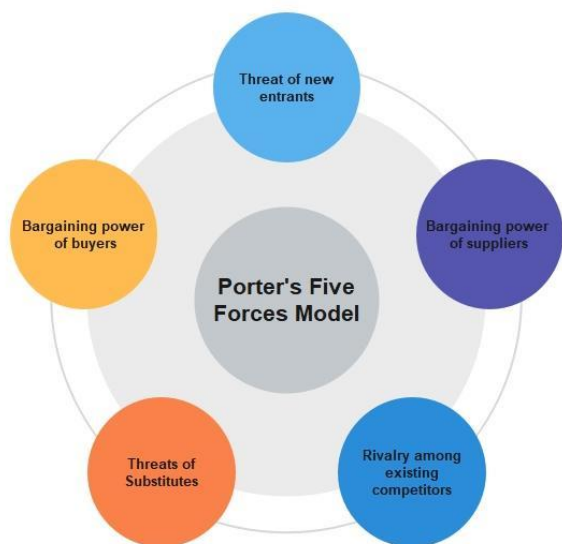 Threat of new
entrants
Bargaining power
of buyers
Bargaining power
of suppliers
Porter's Five
Forces Model
Threats of
Substitutes
Rivalry among
existing
competitors